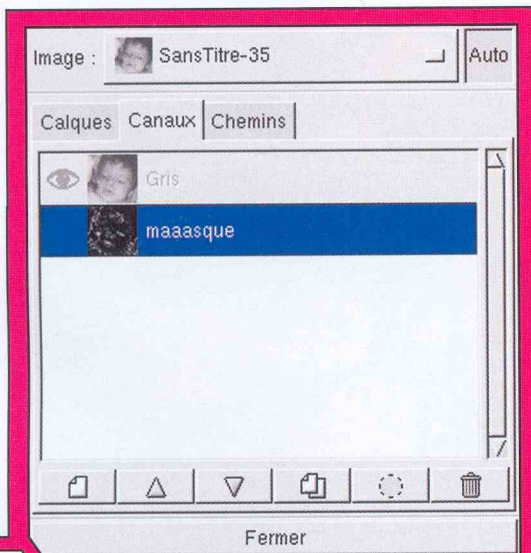 Image : SansTitre-35 Auto
Calques Canaux Chemins
Gris
maaasque
Fermer